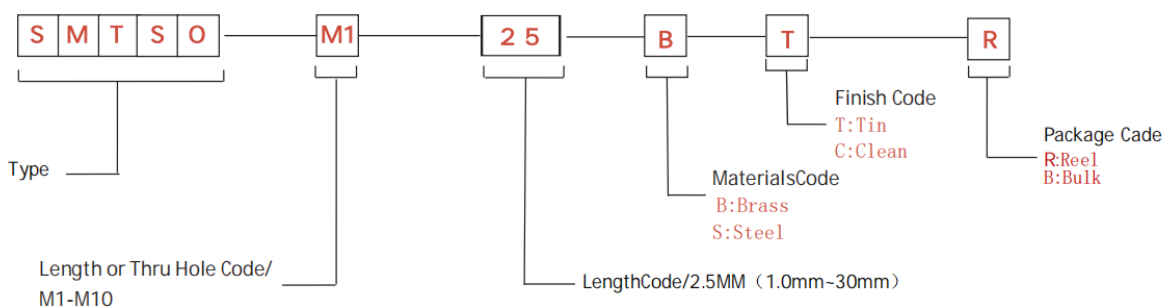 S M T S O M1 2 5 B T R
Finish Code
T:Tin
C:Clean
Package Cade
R:Reel
B:Bulk
Type
MaterialsCode
B:Brass
S:Steel
Length or Thru Hole Code/
M1-M10
LengthCode/2.5MM（1.0mm~30mm）